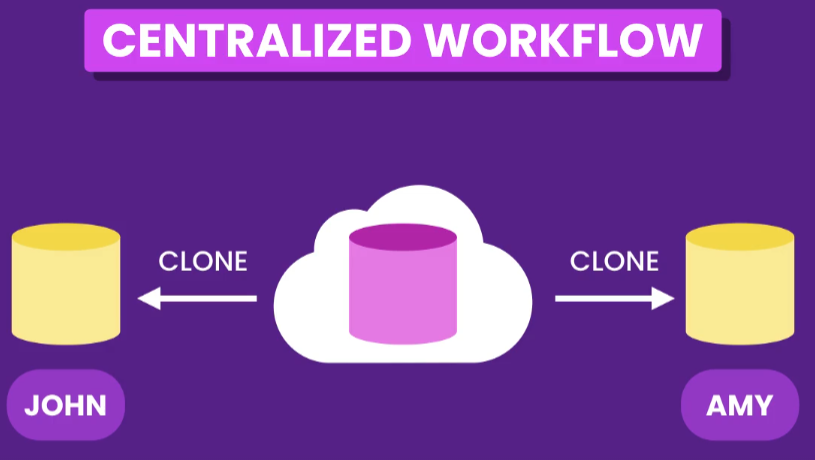 CENTRALIZED WORKFLOW
CLONE
CLONE
JOHN
AMY